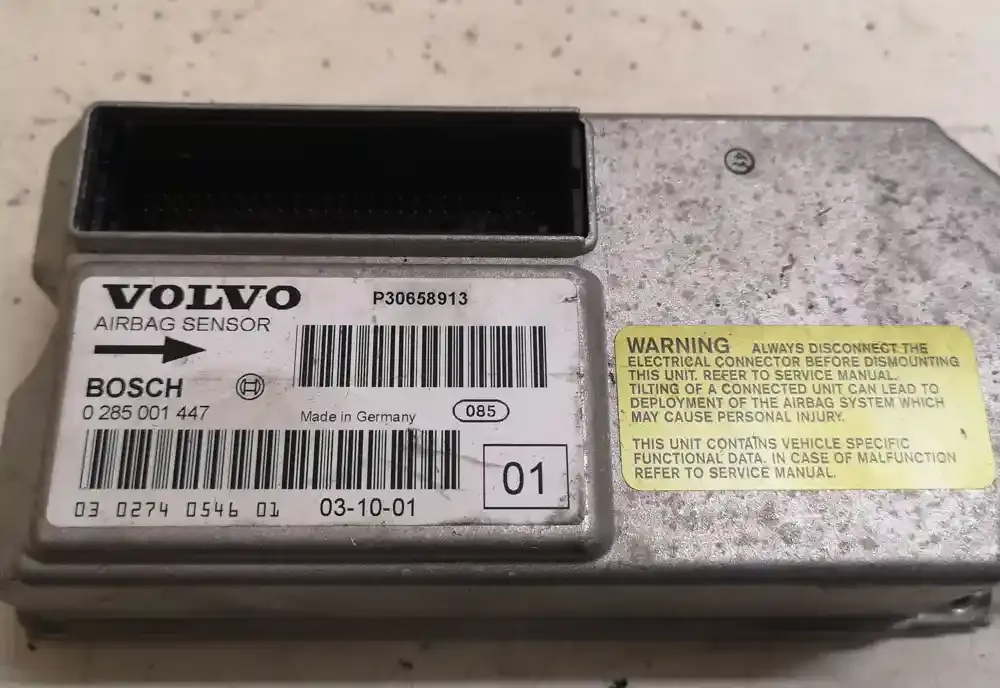 41
VOLVO
P30658913
AIRBAG SENSOR
BOSCH
0 285 001 447
Made in Germany
085
03 0274 0546 01
03-10-01
01
WARNING ALWAYS DISCONNECT THE
ELECTRICAL CONNECTOR BEFORE DISMOUNTING
THIS UNIT. REFER TO SERVICE MANUAL.
TILTING OF A CONNECTED UNIT CAN LEAD TO
DEPLOYMENT OF THE AIRBAG SYSTEM WHICH
MAY CAUSE PERSONAL INJURY.
THIS UNIT CONTAINS VEHICLE SPECIFIC
FUNCTIONAL DATA. IN CASE OF MALFUNCTION
REFER TO SERVICE MANUAL.